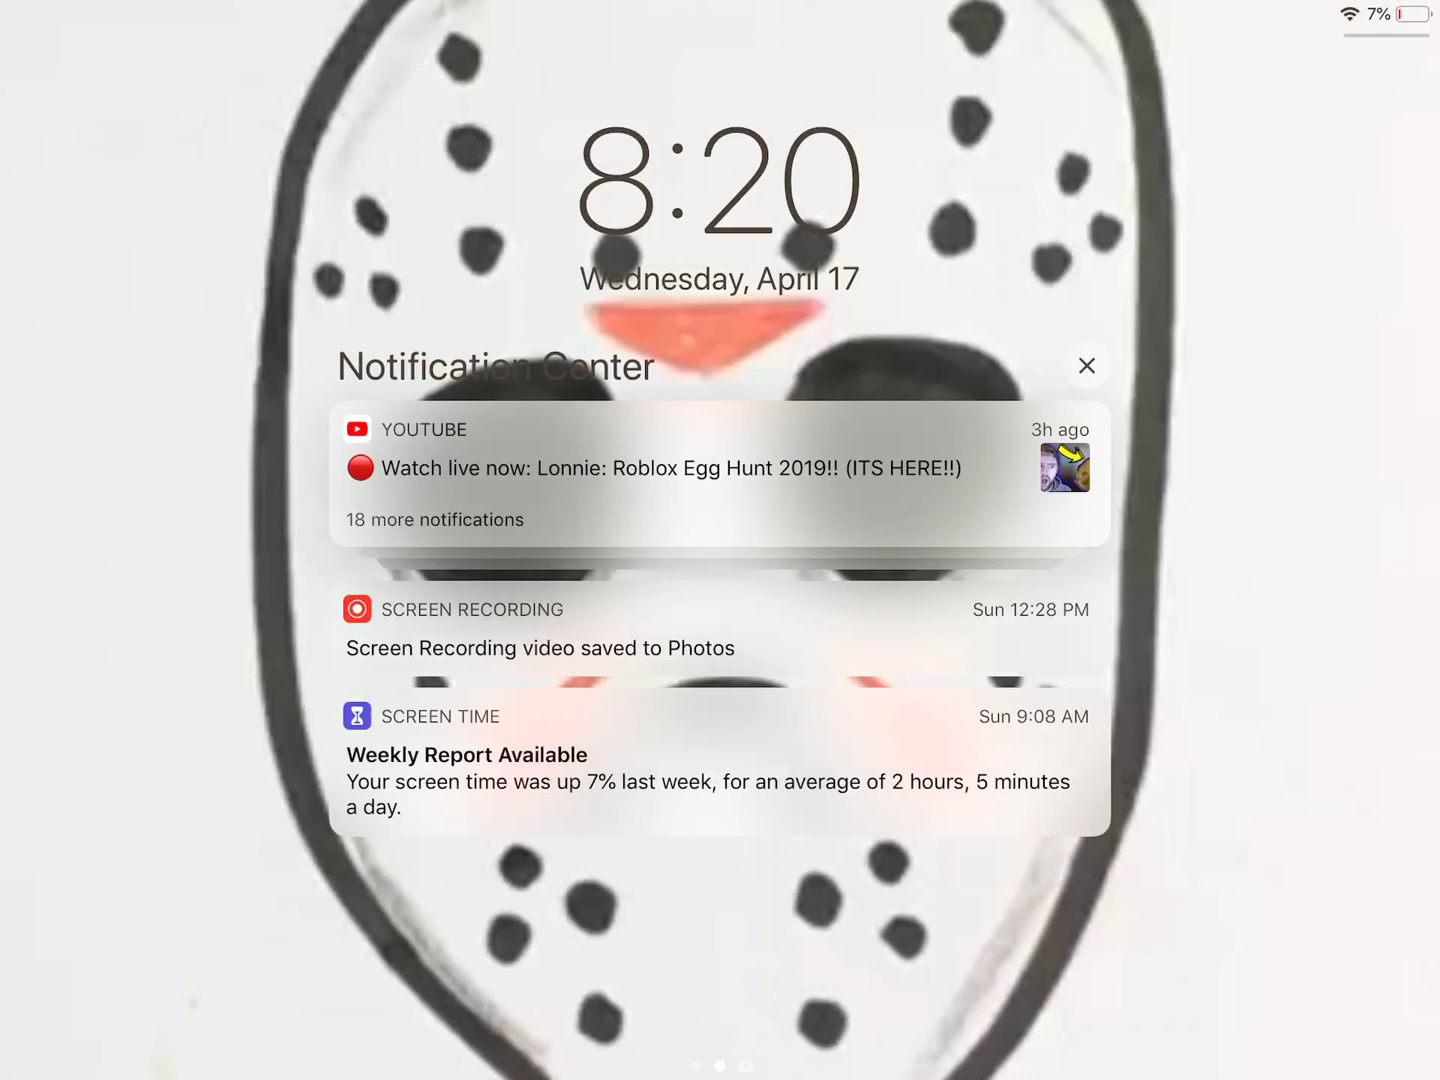 7%
8:20
Wednesday, April 17
Notification Center
YOUTUBE 3h ago
🔴 Watch live now: Lonnie: Roblox Egg Hunt 2019!! (ITS HERE!!)
18 more notifications
SCREEN RECORDING Sun 12:28 PM
Screen Recording video saved to Photos
SCREEN TIME Sun 9:08 AM
Weekly Report Available
Your screen time was up 7% last week, for an average of 2 hours, 5 minutes
a day.